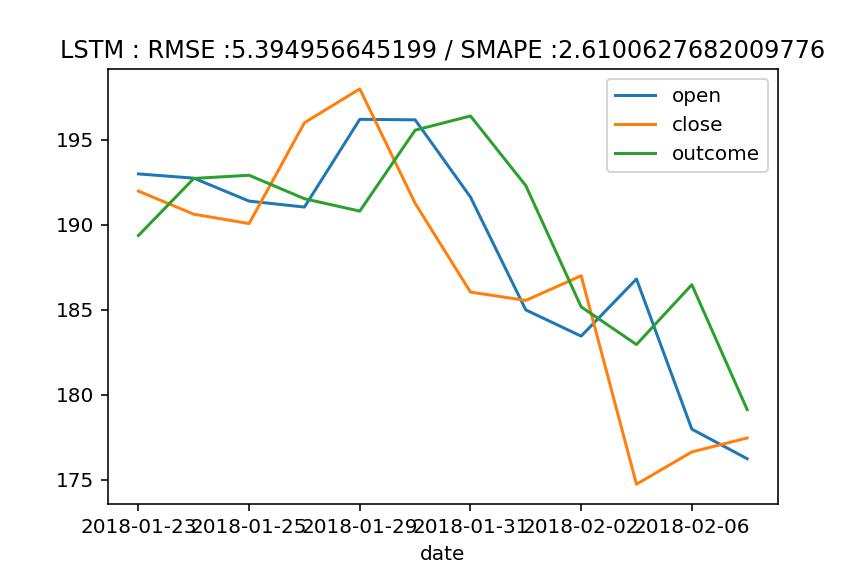 LSTM : RMSE :5.394956645199 / SMAPE :2.6100627682009776
open
close
outcome
195
190
185
180
175
2018-01-23 2018-01-25 2018-01-29 2018-01-31 2018-02-02 2018-02-06
date